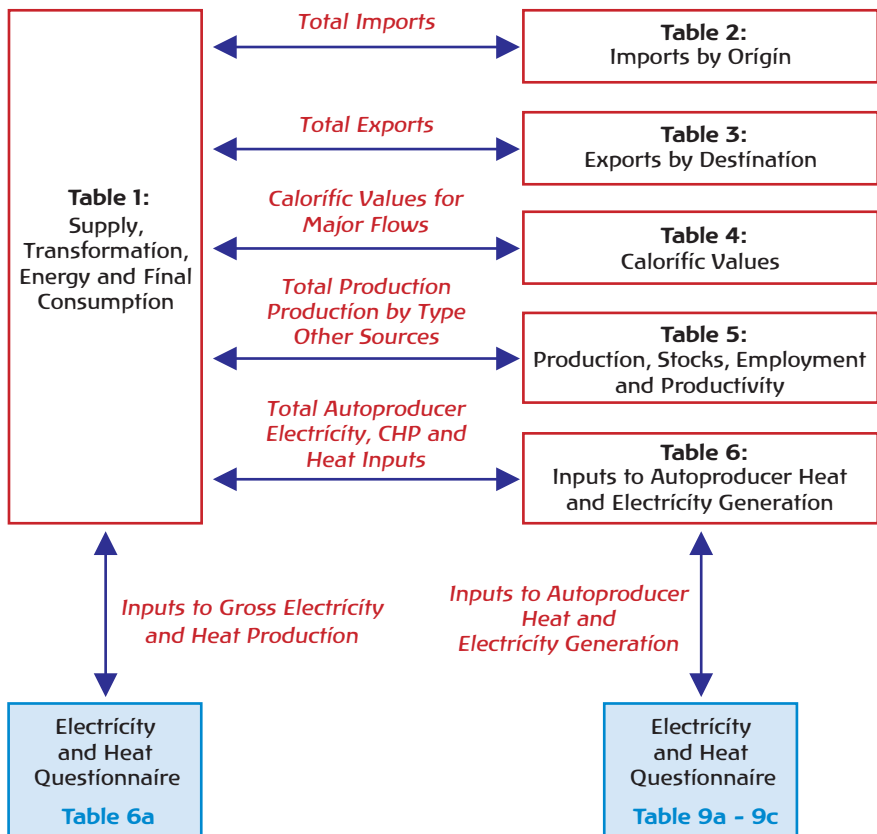 Table 1:
Supply,
Transformation,
Energy and Final
Consumption
Total Imports
Table 2:
Imports by Origin
Total Exports
Table 3:
Exports by Destination
Calorific Values for
Major Flows
Table 4:
Calorific Values
Total Production
Production by Type
Other Sources
Table 5:
Production, Stocks, Employment
and Productivity
Total Autoproducer
Electricity, CHP and
Heat Inputs
Table 6:
Inputs to Autoproducer Heat
and Electricity Generation
Inputs to Gross Electricity
and Heat Production
Inputs to Autoproducer
Heat and
Electricity Generation
Electricity
and Heat
Questionnaire
Table 6a
Electricity
and Heat
Questionnaire
Table 9a - 9c